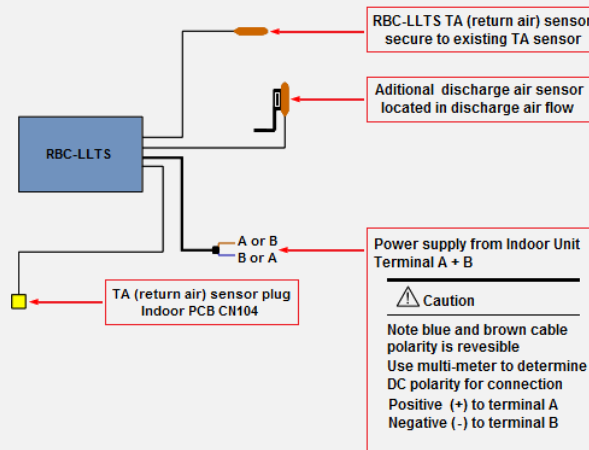 RBC-LLTS TA (return air) sensor
secure to existing TA sensor
Aditional discharge air sensor
located in discharge air flow
RBC-LLTS
A or B
B or A
Power supply from Indoor Unit
Terminal A + B
Caution
Note blue and brown cable
polarity is revesible
Use multi-meter to determine
DC polarity for connection
Positive (+) to terminal A
Negative (-) to terminal B
TA (return air) sensor plug
Indoor PCB CN104